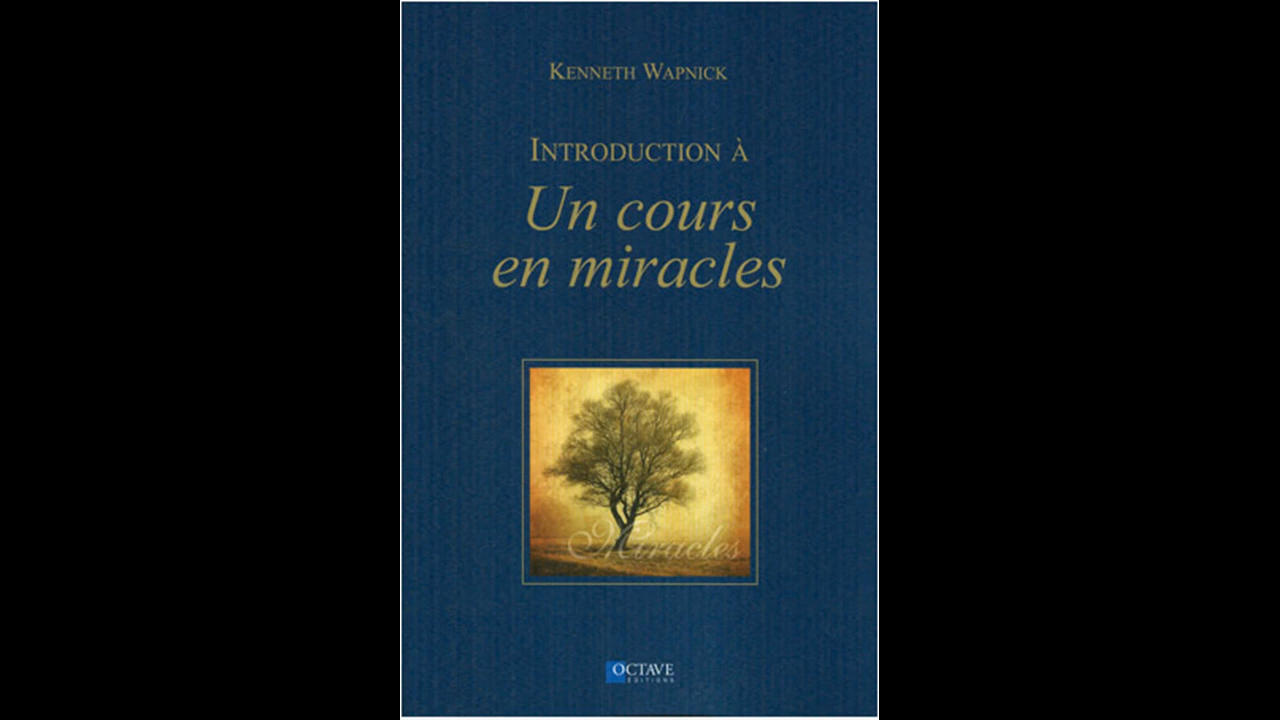 KENNETH WAPNICK
INTRODUCTION À
Un cours
en miracles
Miracles
OCTAVE
ÉDITIONS